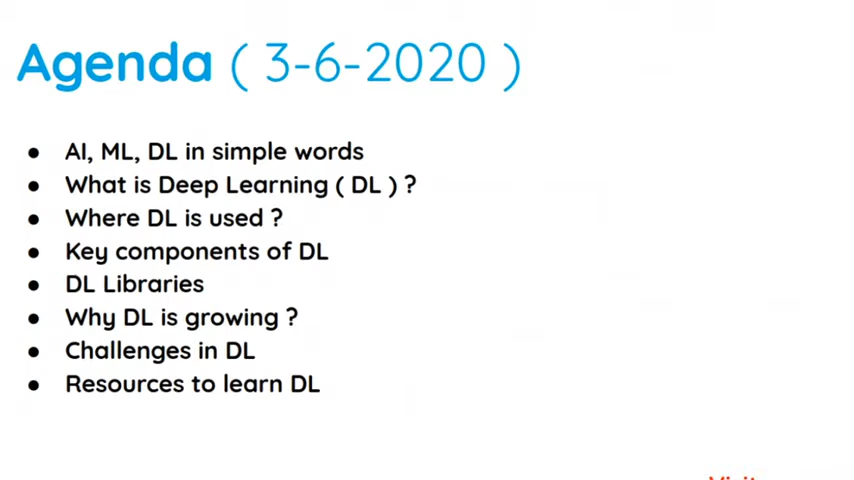 Agenda ( 3-6-2020 )
● AI, ML, DL in simple words
● What is Deep Learning ( DL ) ?
● Where DL is used ?
● Key components of DL
● DL Libraries
● Why DL is growing ?
● Challenges in DL
● Resources to learn DL